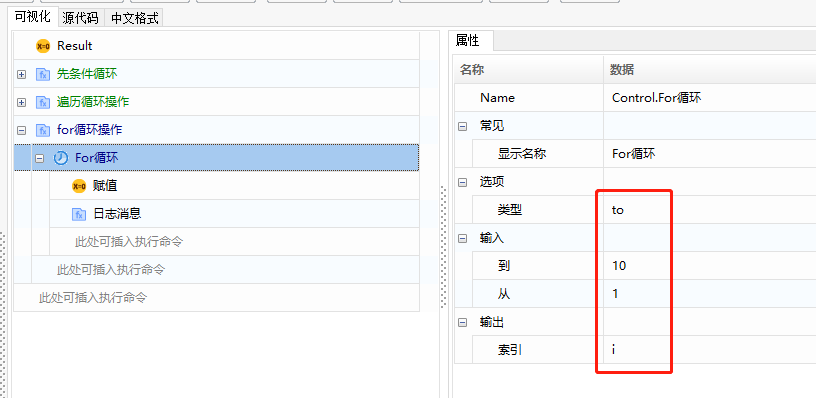 可视化 源代码 中文格式
Result
先条件循环
遍历循环操作
for循环操作
For循环
赋值
日志消息
此处可插入执行命令
此处可插入执行命令
此处可插入执行命令
属性
名称 数据
Name Control.For循环
常见
显示名称 For循环
选项
类型 to
输入
到 10
从 1
输出
索引 i